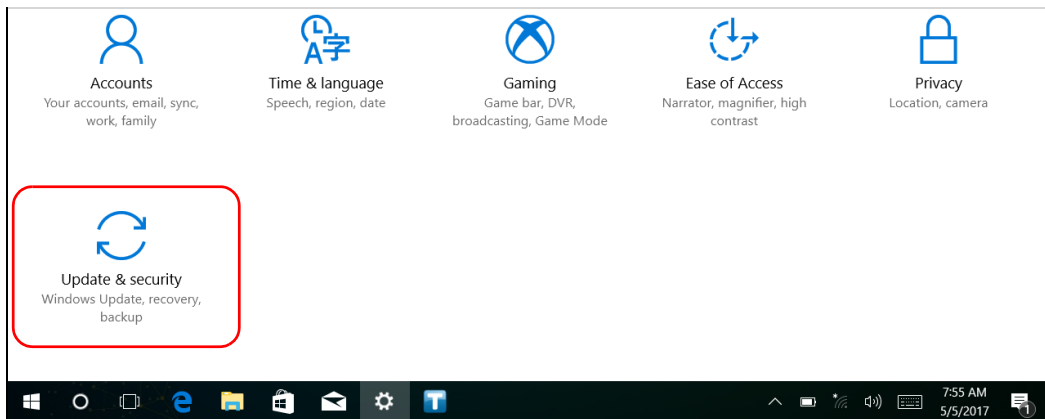 Accounts
Your accounts, email, sync,
work, family
Time & language
Speech, region, date
Gaming
Game bar, DVR,
broadcasting, Game Mode
Ease of Access
Narrator, magnifier, high
contrast
Privacy
Location, camera
Update & security
Windows Update, recovery,
backup
7:55 AM
5/5/2017
1